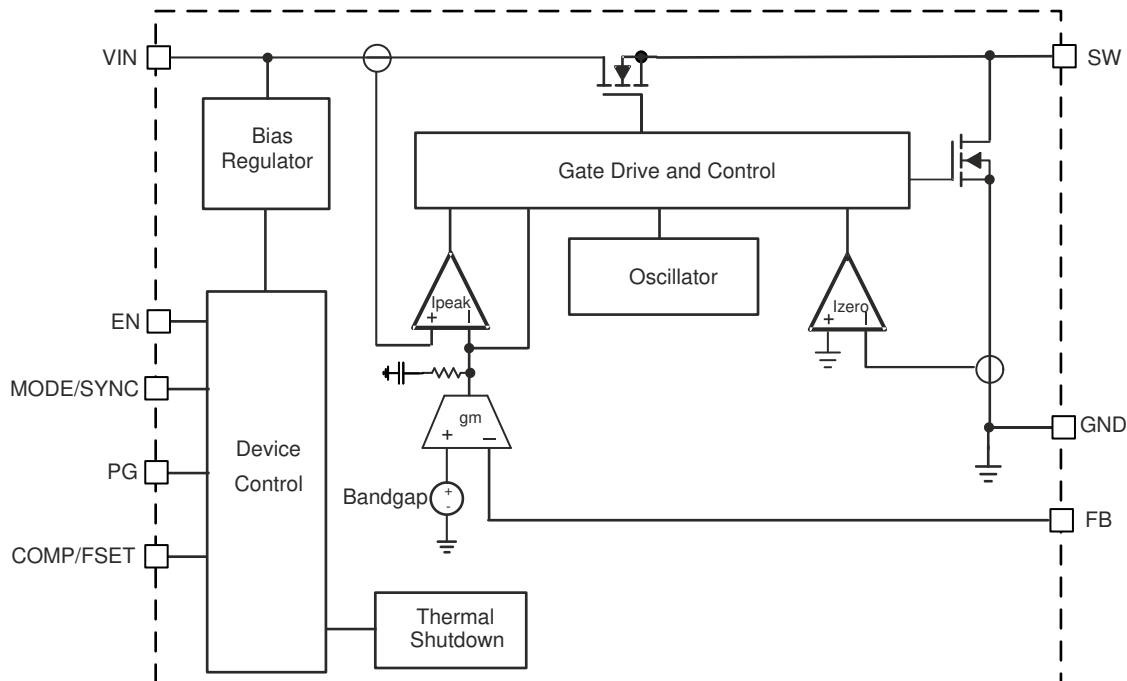 VIN
SW
Bias
Regulator
Gate Drive and Control
Oscillator
Ipeak
+ –
Izero
+ –
EN
MODE/SYNC
PG
COMP/FSET
Device
Control
gm
+ –
Bandgap
+
-
GND
FB
Thermal
Shutdown